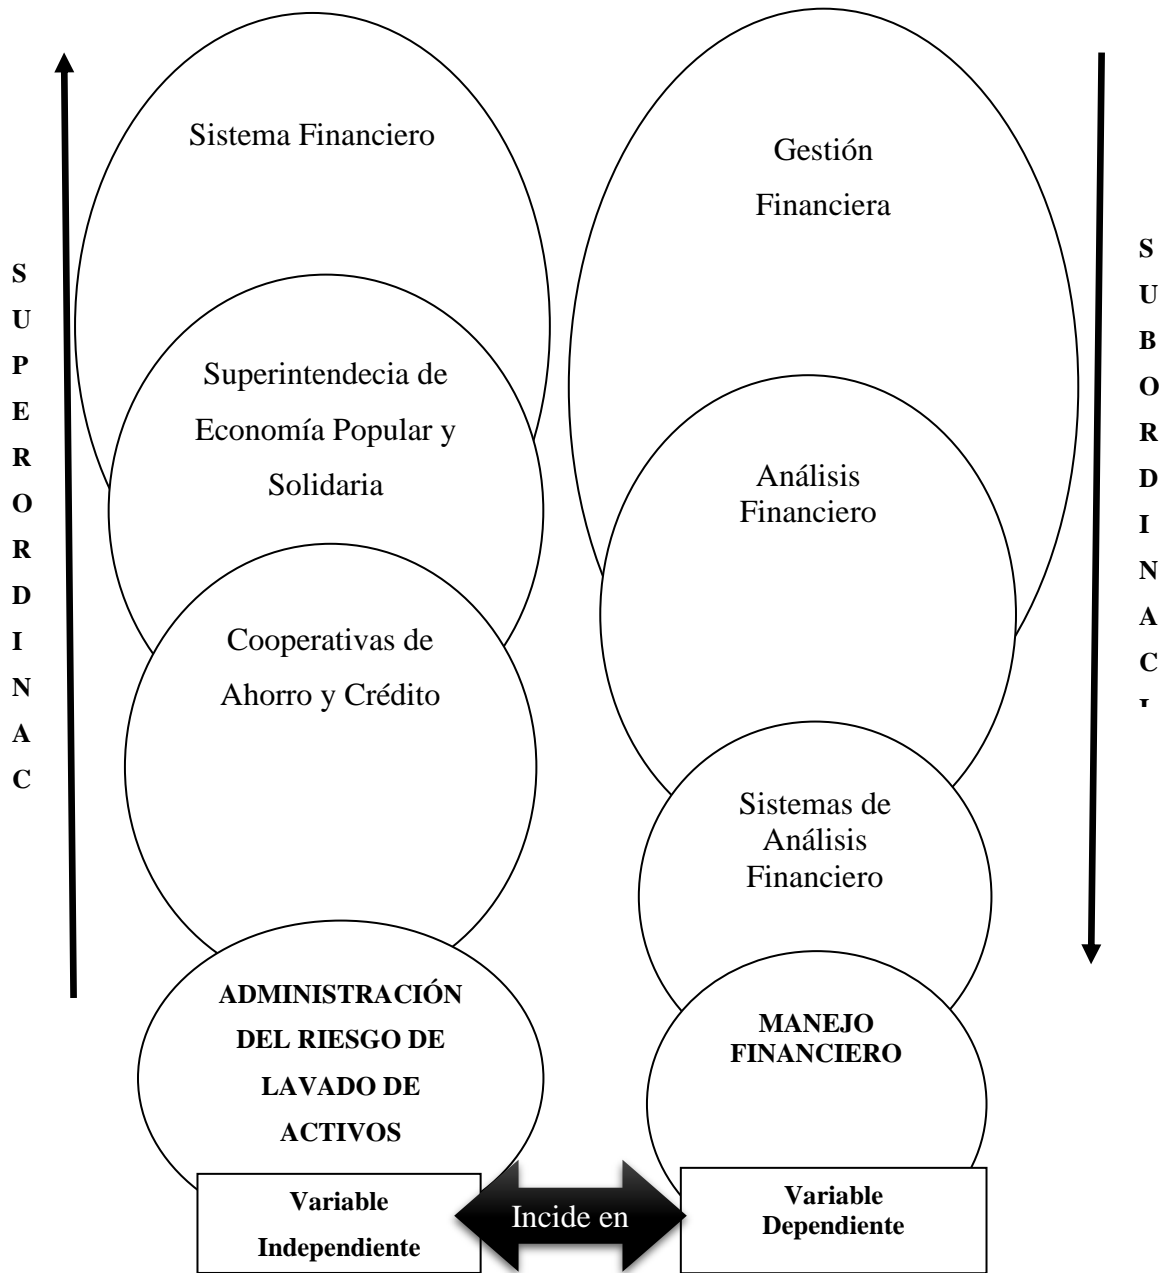 Sistema Financiero
Superintendecia de
Economía Popular y
Solidaria
Cooperativas de
Ahorro y Crédito
ADMINISTRACIÓN
DEL RIESGO DE
LAVADO DE
ACTIVOS
Variable
Independiente
Incide en
Gestión
Financiera
Análisis
Financiero
Sistemas de
Análisis
Financiero
MANEJO
FINANCIERO
Variable
Dependiente
S
U
P
E
R
O
R
D
I
N
A
C
S
U
B
O
R
D
I
N
A
C
I